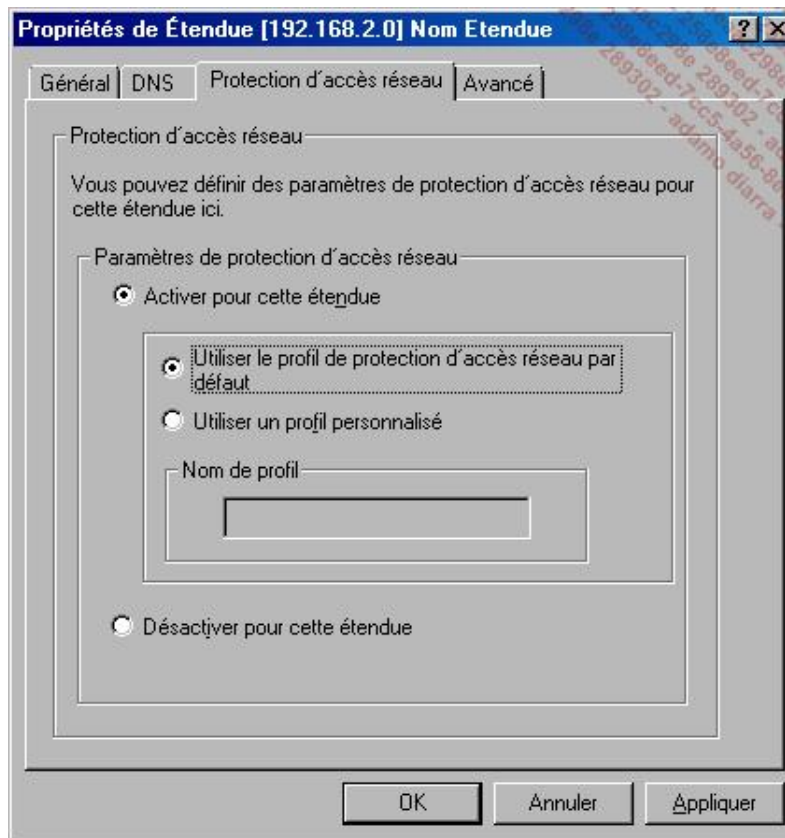 Propriétés de Étendue [192.168.2.0] Nom Etendue
Général
DNS
Protection d´accès réseau
Avancé
Protection d´accès réseau
Vous pouvez définir des paramètres de protection d´accès réseau pour
cette étendue ici.
Paramètres de protection d´accès réseau
Activer pour cette étendue
Utiliser le profil de protection d´accès réseau par
défaut
Utiliser un profil personnalisé
Nom de profil
Désactiver pour cette étendue
OK
Annuler
Appliquer
289302 - adamo diarra